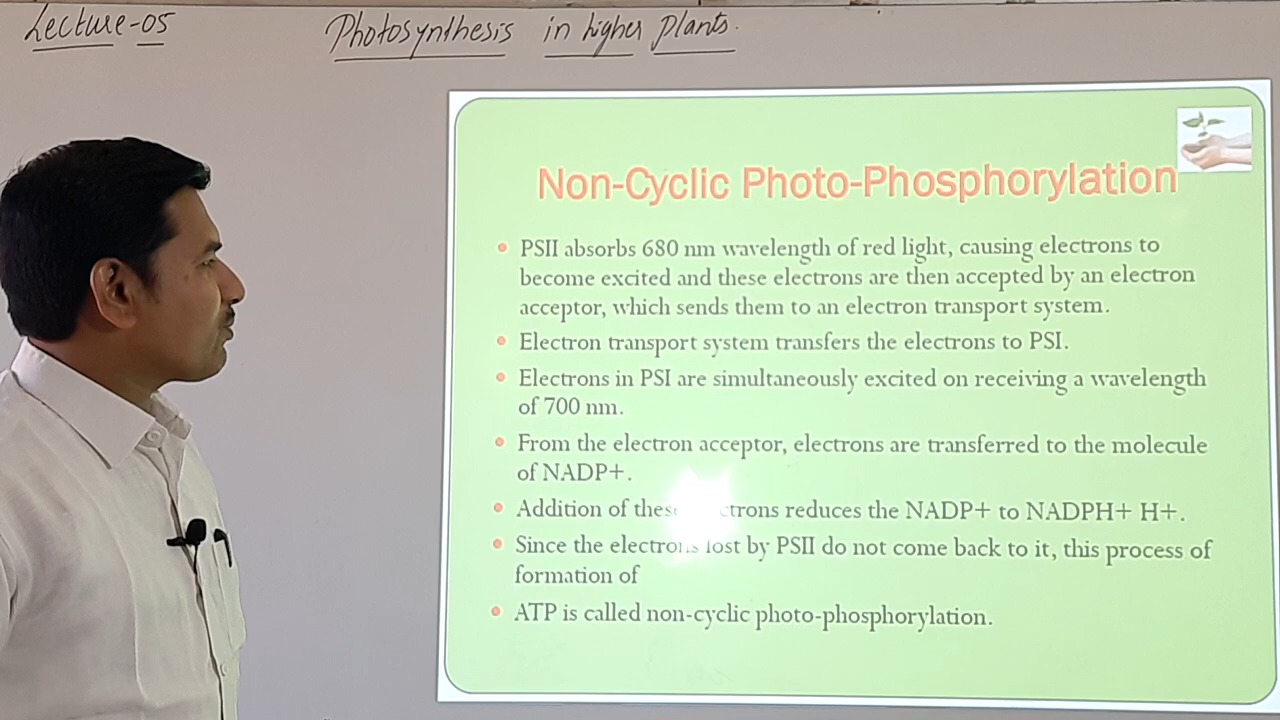 Lecture-05
Photosynthesis in higher plants.
Non-Cyclic Photo-Phosphorylation
• PSII absorbs 680 nm wavelength of red light, causing electrons to
become excited and these electrons are then accepted by an electron
acceptor, which sends them to an electron transport system.
• Electron transport system transfers the electrons to PSI.
• Electrons in PSI are simultaneously excited on receiving a wavelength
of 700 nm.
• From the electron acceptor, electrons are transferred to the molecule
of NADP+.
• Addition of these electrons reduces the NADP+ to NADPH+ H+.
• Since the electrons lost by PSII do not come back to it, this process of
formation of
• ATP is called non-cyclic photo-phosphorylation.